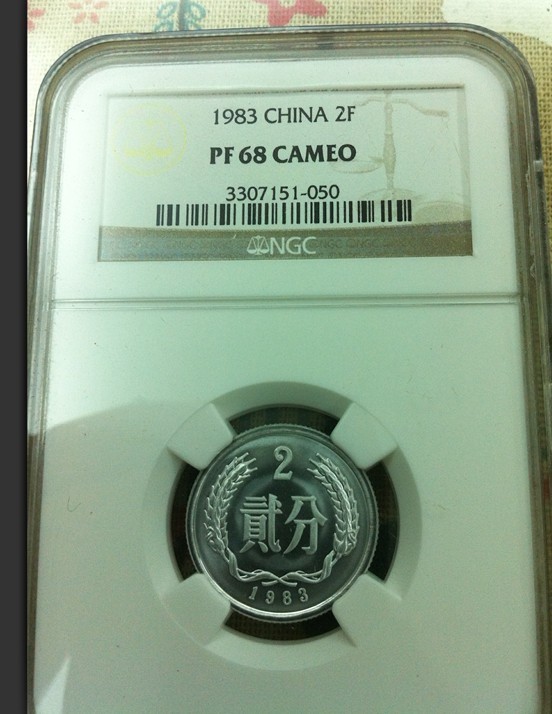 1983 CHINA 2F
PF 68 CAMEO
3307151-050
NGC
2
貳分
1983